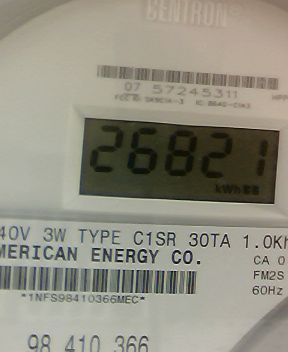 CENTRON®
07 57245311
26821
kWh
40V 3W TYPE C1SR 30TA 1.0Kh
MERICAN ENERGY CO.
CA 0
FM2S
60Hz
*1NFS98410366MEC*
98 410 366